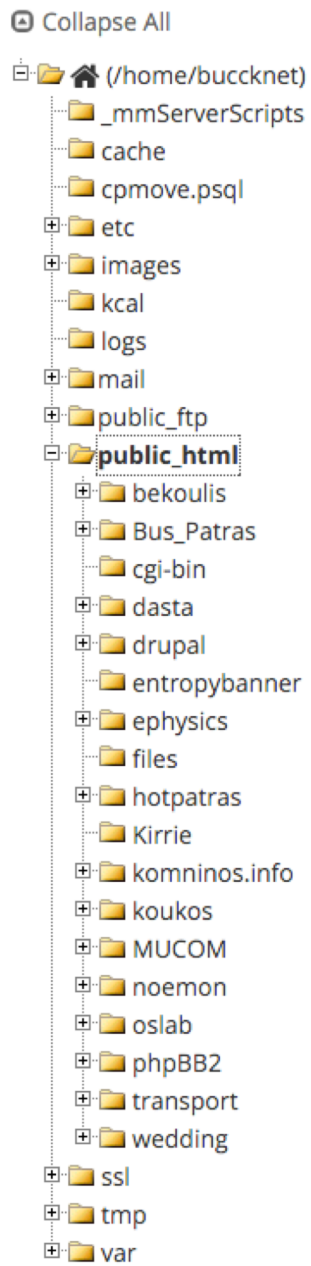 Collapse All
(/home/buccknet)
_mmServerScripts
cache
cpmove.psql
etc
images
kcal
logs
mail
public_ftp
public_html
bekoulis
Bus_Patras
cgi-bin
dasta
drupal
entropybanner
ephysics
files
hotpatras
Kirrie
komninos.info
koukos
MUCOM
noemon
oslab
phpBB2
transport
wedding
ssl
tmp
var